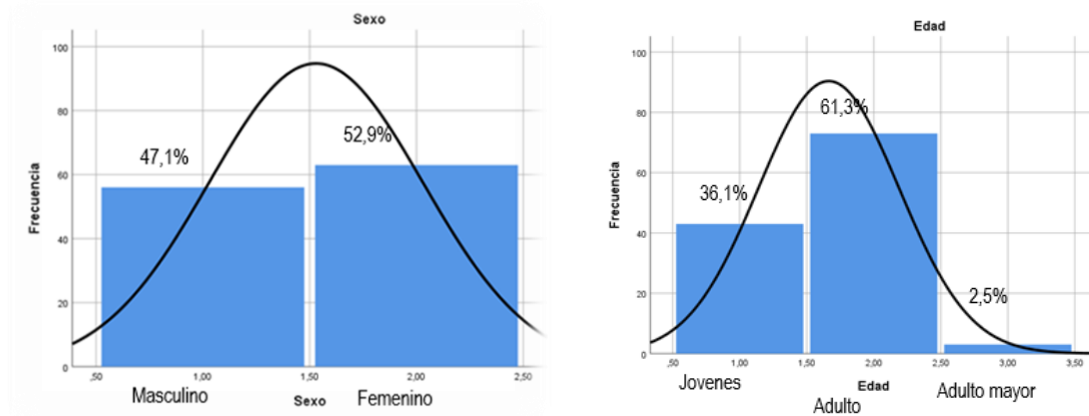 Sexo
100
80
60
40
20
0
Frecuencia
47,1%
52,9%
,50
1,00
1,50
2,00
2,50
Masculino
Sexo
Femenino
Edad
100
80
60
40
20
0
Frecuencia
36,1%
61,3%
2,5%
,50
1,00
1,50
2,00
2,50
3,00
3,50
Jovenes
Edad
Adulto
Adulto mayor